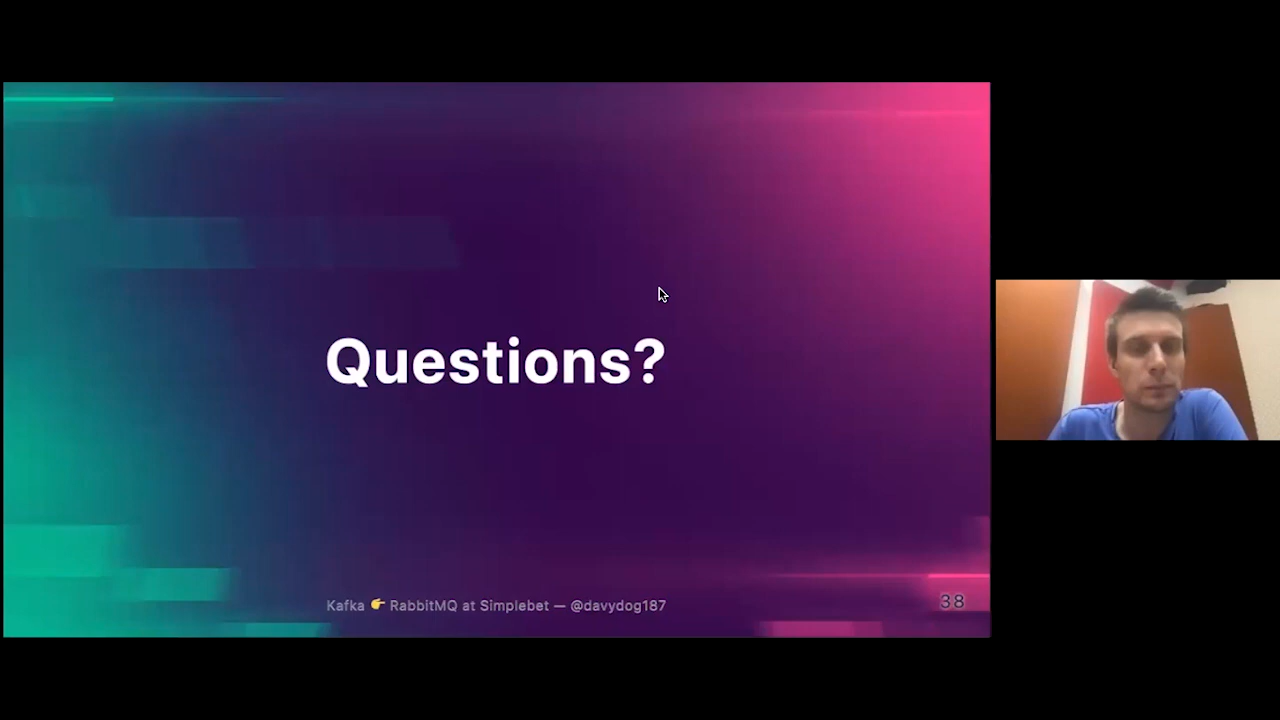 Questions?
Kafka 👉 RabbitMQ at Simplebet — @davydog187
38